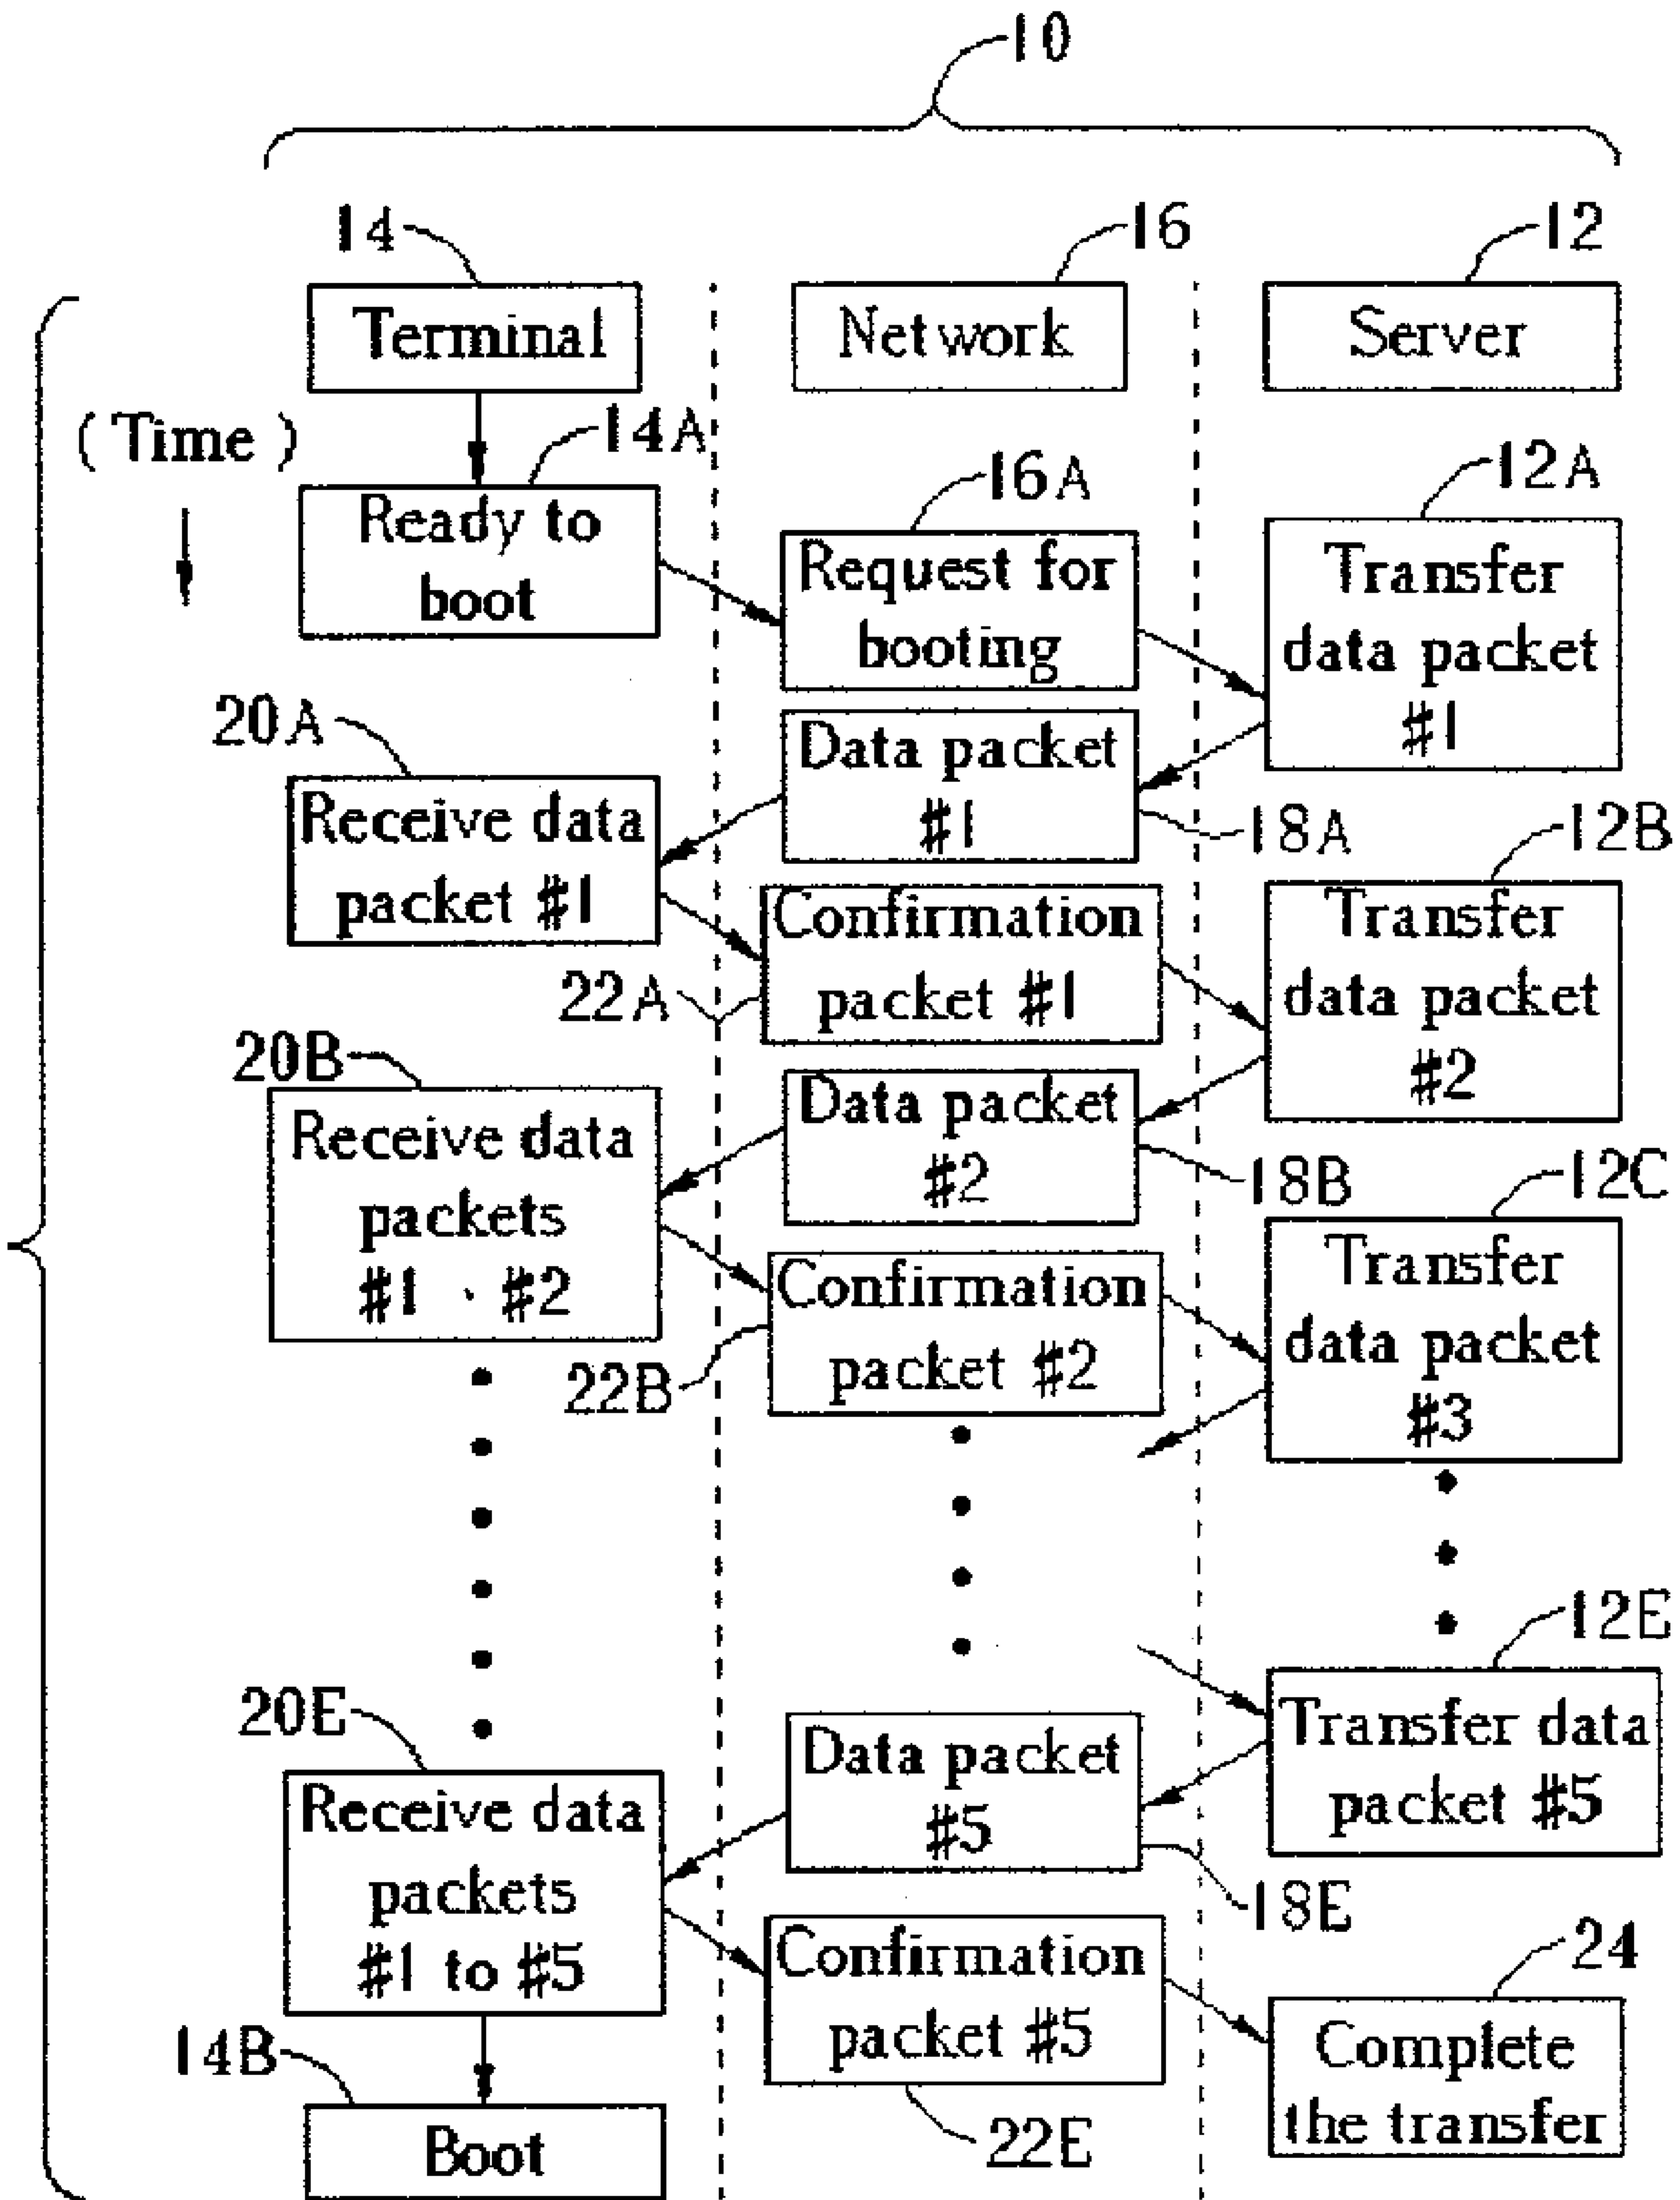 10
14
16
12
Terminal
Network
Server
(Time)
14A
16A
12A
Ready to
boot
Request for
booting
Transfer
data packet
#1
20A
Data packet
#1
18A
12B
Receive data
packet #1
Confirmation
packet #1
22A
Transfer
data packet
#2
20B
Data packet
#2
18B
12C
Receive data
packets
#1 、 #2
Confirmation
packet #2
22B
Transfer
data packet
#3
12E
20E
Data packet
#5
Transfer data
packet #5
18E
Receive data
packets
#1 to #5
Confirmation
packet #5
22E
24
14B
Complete
the transfer
Boot